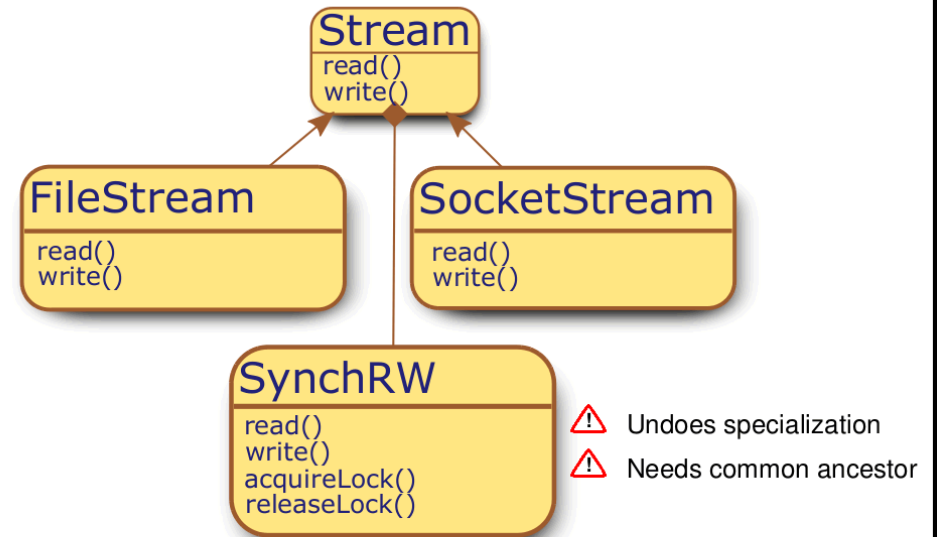 Stream
read()
write()
FileStream
read()
write()
SocketStream
read()
write()
SynchRW
read()
write()
acquireLock()
releaseLock()
! Undoes specialization
! Needs common ancestor